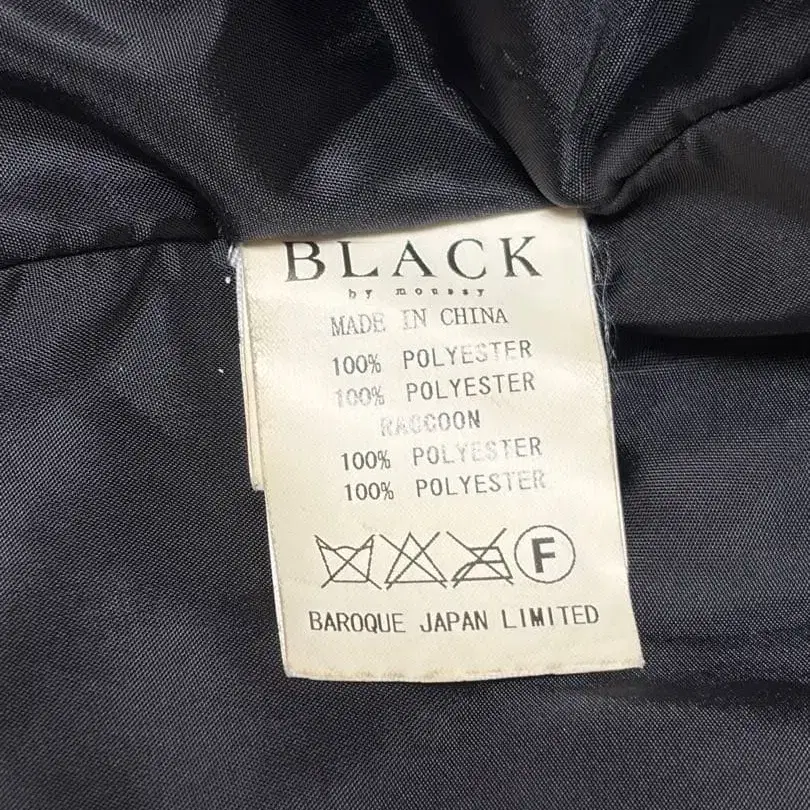 BLACK
by moussy
MADE IN CHINA
100% POLYESTER
100% POLYESTER
RACCOON
100% POLYESTER
100% POLYESTER
F
BAROQUE JAPAN LIMITED